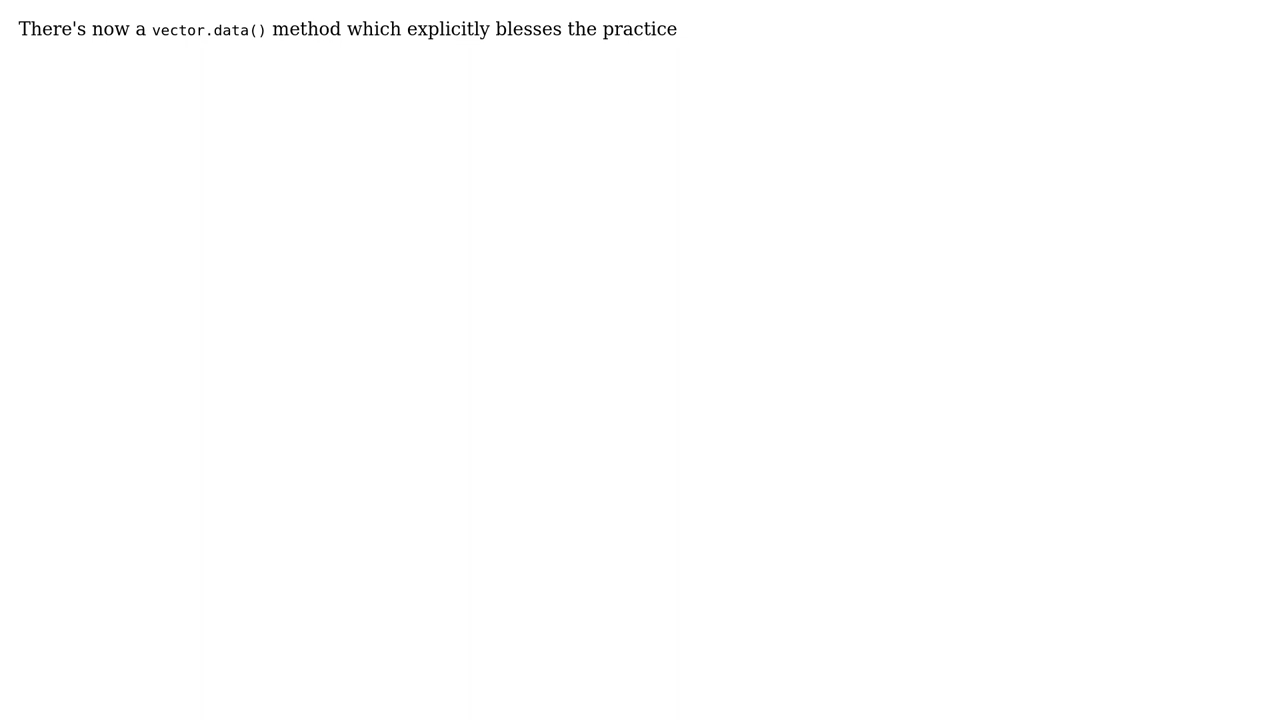 There's now a vector.data() method which explicitly blesses the practice